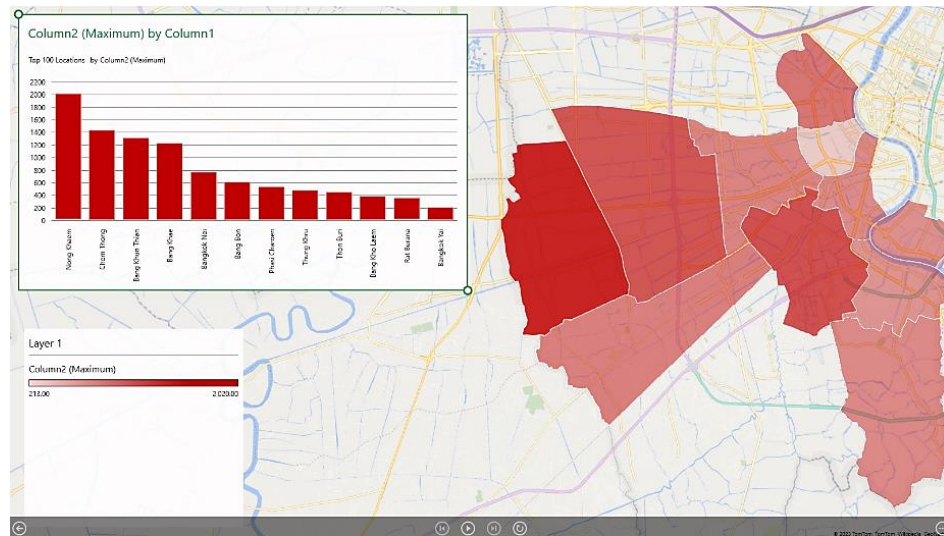 Column2 (Maximum) by Column1
Top 100 Locations by Column2 (Maximum)
2200
2000
1800
1600
1400
1200
1000
800
600
400
200
0
Nong Khaem
Chom Thong
Bang Khun Thian
Bang Khae
Bangkok Noi
Bang Bon
Phasi Charoen
Thung Khru
Thon Buri
Bang Kho Laem
Rat Burana
Bangkok Yai
Layer 1
Column2 (Maximum)
213.00 2,020.00